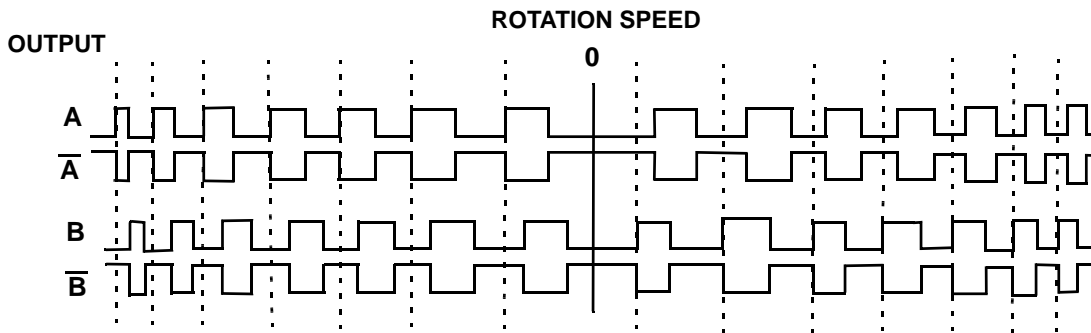 ROTATION SPEED
OUTPUT
0
A
A̅
B
B̅